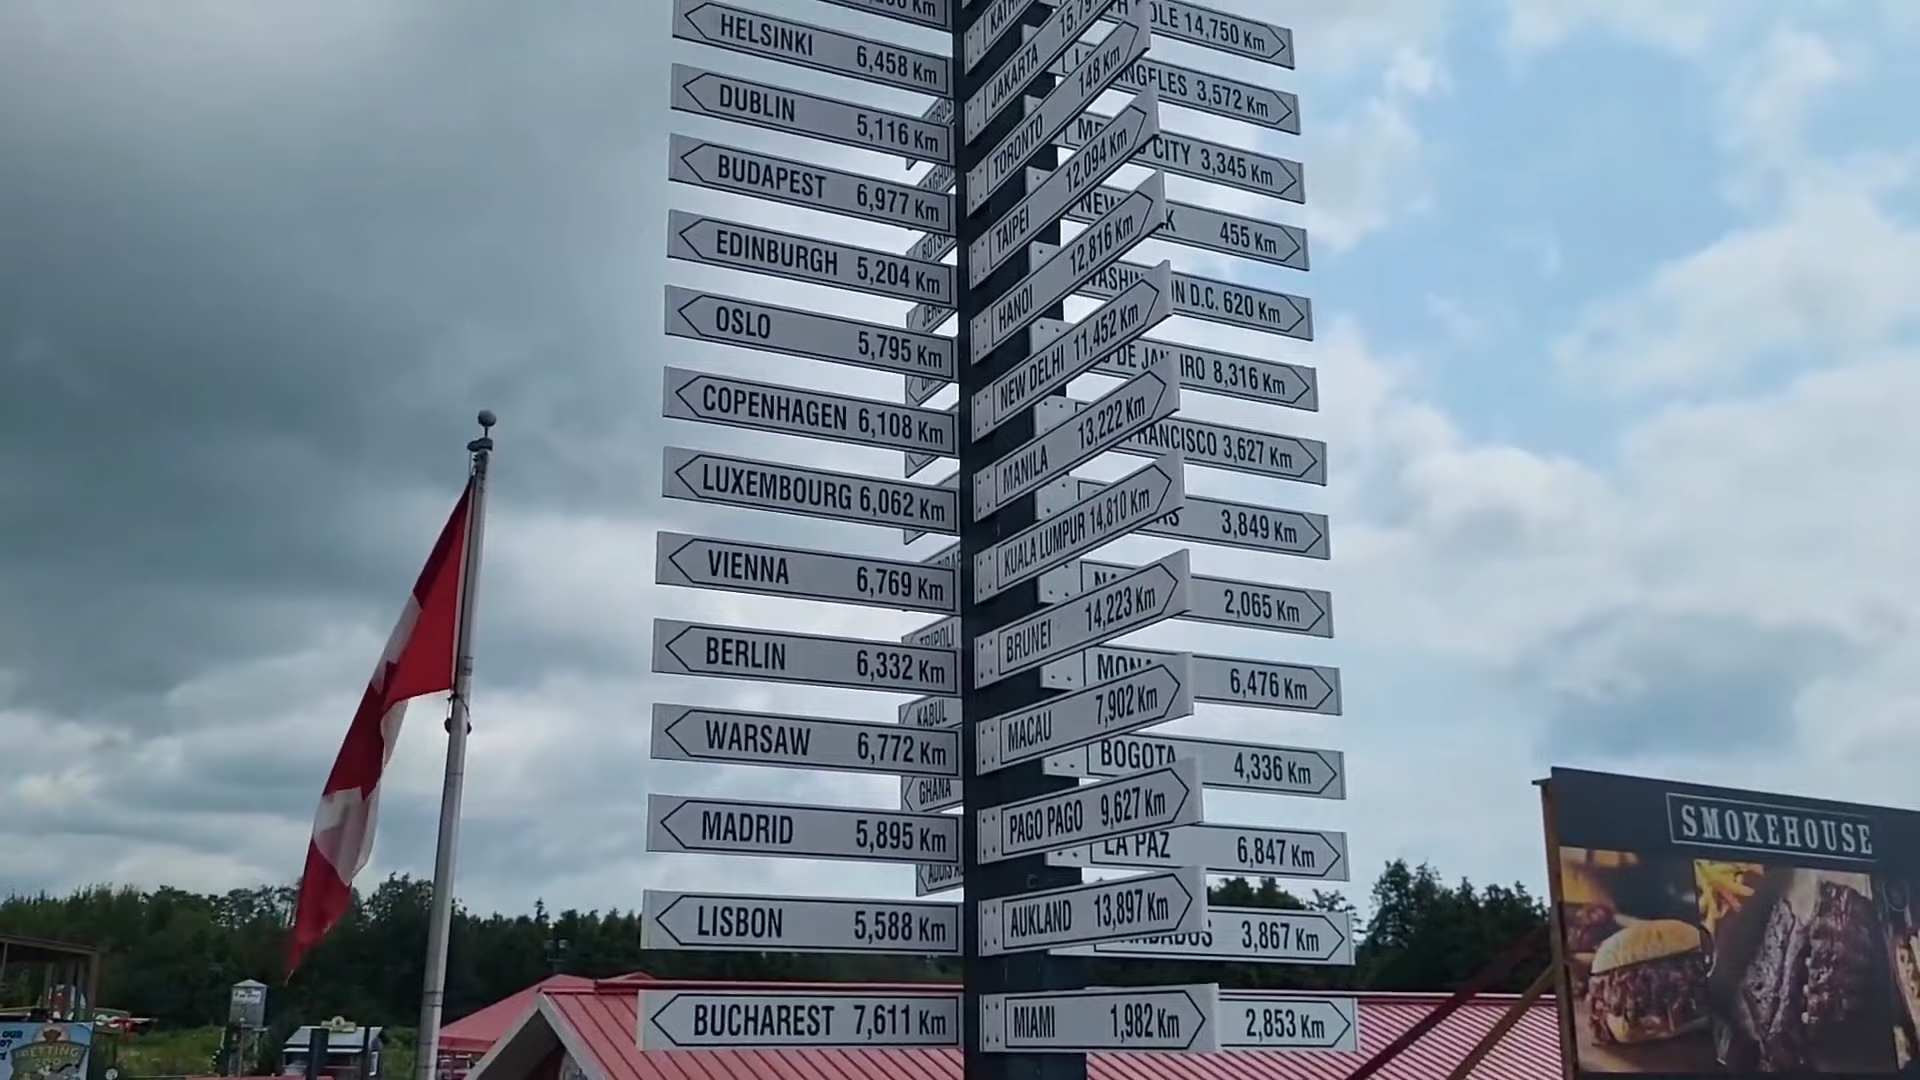 HELSINKI 6,458 Km
DUBLIN 5,116 Km
BUDAPEST 6,977 Km
EDINBURGH 5,204 Km
OSLO 5,795 Km
COPENHAGEN 6,108 Km
LUXEMBOURG 6,062 Km
VIENNA 6,769 Km
BERLIN 6,332 Km
WARSAW 6,772 Km
MADRID 5,895 Km
LISBON 5,588 Km
BUCHAREST 7,611 Km
TRIPOLI
KABUL
GHANA
JAKARTA
TORONTO 148 Km
TAIPEI 12,094 Km
HANOI 12,816 Km
NEW DELHI 11,452 Km
MANILA 13,222 Km
KUALA LUMPUR 14,810 Km
BRUNEI 14,223 Km
MACAU 7,902 Km
PAGO PAGO 9,627 Km
AUKLAND 13,897 Km
MIAMI 1,982 Km
14,750 Km
3,572 Km
CITY 3,345 Km
NEW 455 Km
D.C. 620 Km
DE 8,316 Km
3,627 Km
3,849 Km
2,065 Km
6,476 Km
BOGOTA 4,336 Km
LA PAZ 6,847 Km
3,867 Km
2,853 Km
SMOKEHOUSE